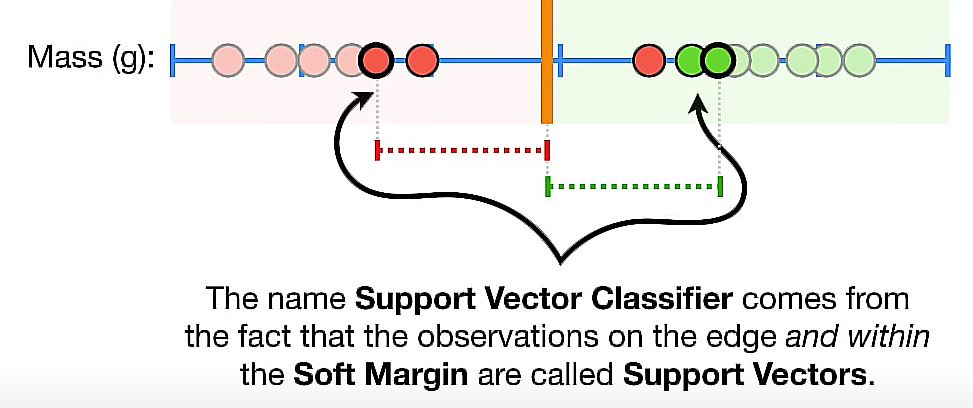 Mass (g):
The name Support Vector Classifier comes from
the fact that the observations on the edge and within
the Soft Margin are called Support Vectors.